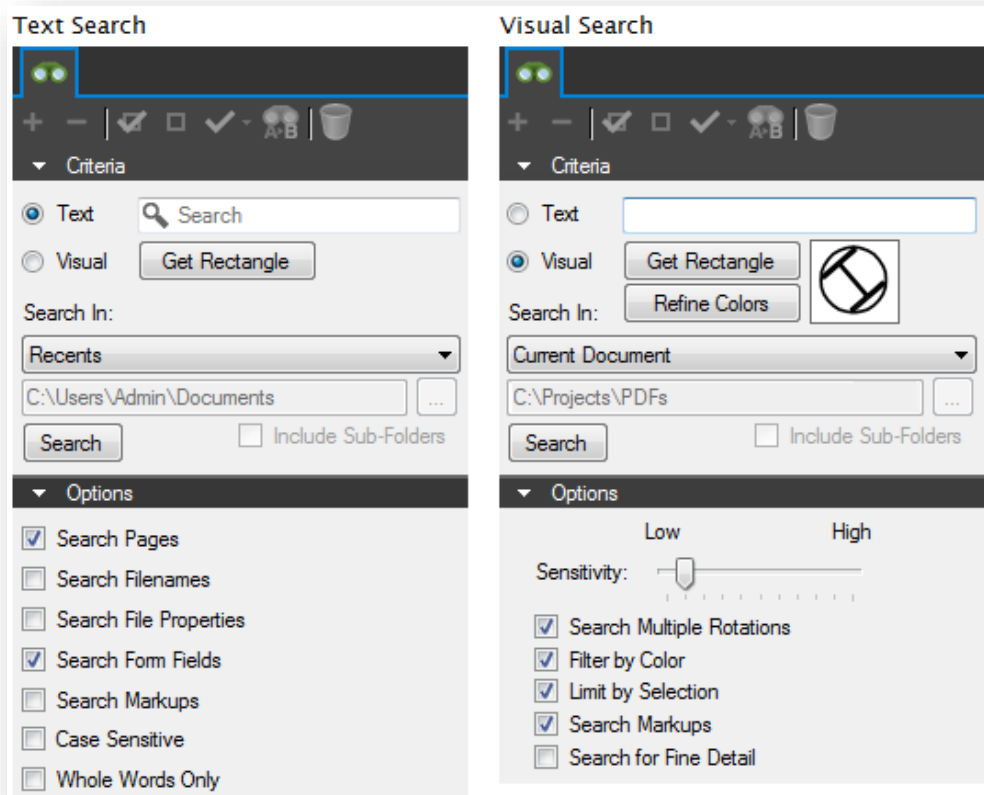 Text Search
A▸B
Criteria
Text
Search
Visual
Get Rectangle
Search In:
Recents
C:\Users\Admin\Documents
...
Search
Include Sub-Folders
Options
Search Pages
Search Filenames
Search File Properties
Search Form Fields
Search Markups
Case Sensitive
Whole Words Only
Visual Search
A▸B
Criteria
Text
Visual
Get Rectangle
Refine Colors
Search In:
Current Document
C:\Projects\PDFs
...
Search
Include Sub-Folders
Options
Low High
Sensitivity:
Search Multiple Rotations
Filter by Color
Limit by Selection
Search Markups
Search for Fine Detail